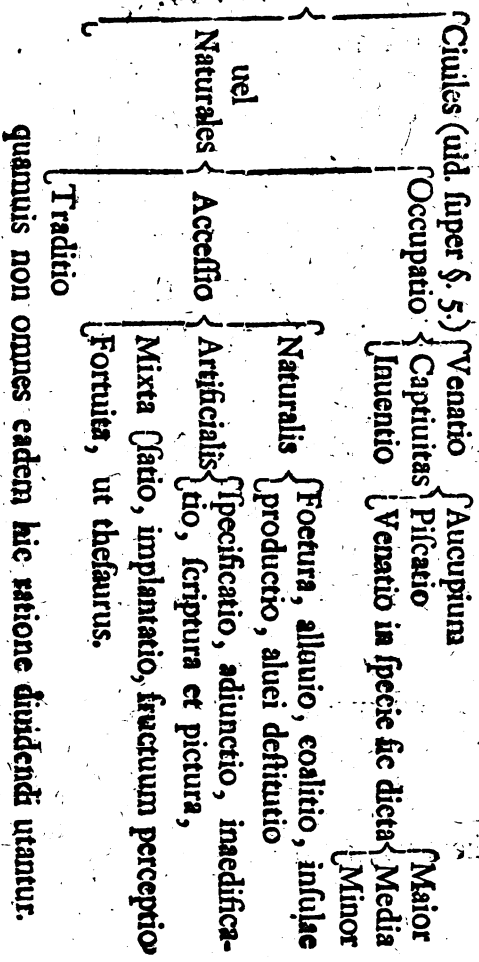 Ciuiles (uid. ſuper §. 5.)
uel
Naturales
Occupatio
Acceſſio
Traditio
Venatio
Captiuitas
Inuentio
Aucupium
Piſcatio
Venatio in ſpecie ſic dicta
Maior
Media
Minor
Naturalis
Foetura, alluuio, coalitio, inſulae
productio, aluei deſtitutio
Artificialis
ſpecificatio, adiunctio, inaedifica-
tio, ſcriptura et pictura,
Mixta ſatio, implantatio, fructuum perceptio
Fortuita, ut theſaurus.
quamuis non omnes eadem hic ratione diuidendi utantur.